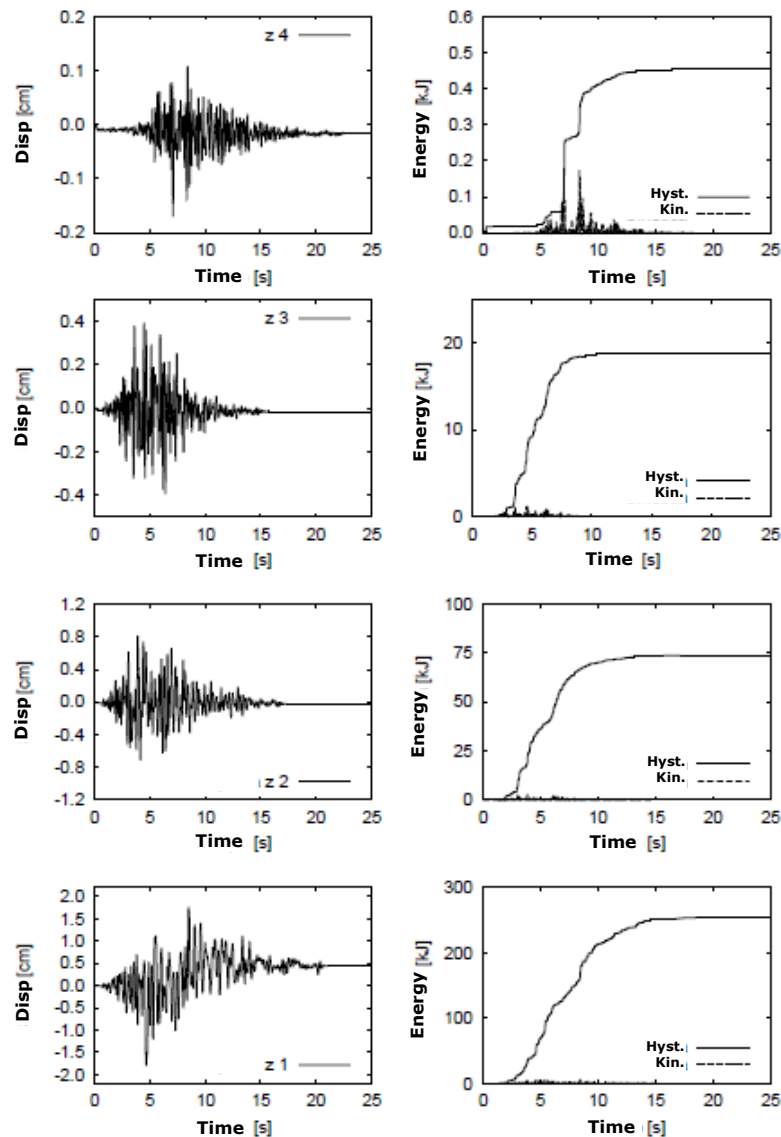 0.2
0.1
0.0
-0.1
-0.2
Disp [cm]
z 4
0 5 10 15 20 25
Time [s]
0.6
0.5
0.4
0.3
0.2
0.1
0.0
Energy [kJ]
Hyst.
Kin.
0 5 10 15 20 25
Time [s]
0.4
0.2
0.0
-0.2
-0.4
Disp [cm]
z 3
0 5 10 15 20 25
Time [s]
20
10
0
Energy [kJ]
Hyst.
Kin.
0 5 10 15 20 25
Time [s]
1.2
0.8
0.4
0.0
-0.4
-0.8
-1.2
Disp [cm]
z 2
0 5 10 15 20 25
Time [s]
100
75
50
25
0
Energy [kJ]
Hyst.
Kin.
0 5 10 15 20 25
Time [s]
2.0
1.5
1.0
0.5
0.0
-0.5
-1.0
-1.5
-2.0
Disp [cm]
z 1
0 5 10 15 20 25
Time [s]
300
200
100
0
Energy [kJ]
Hyst.
Kin.
0 5 10 15 20 25
Time [s]